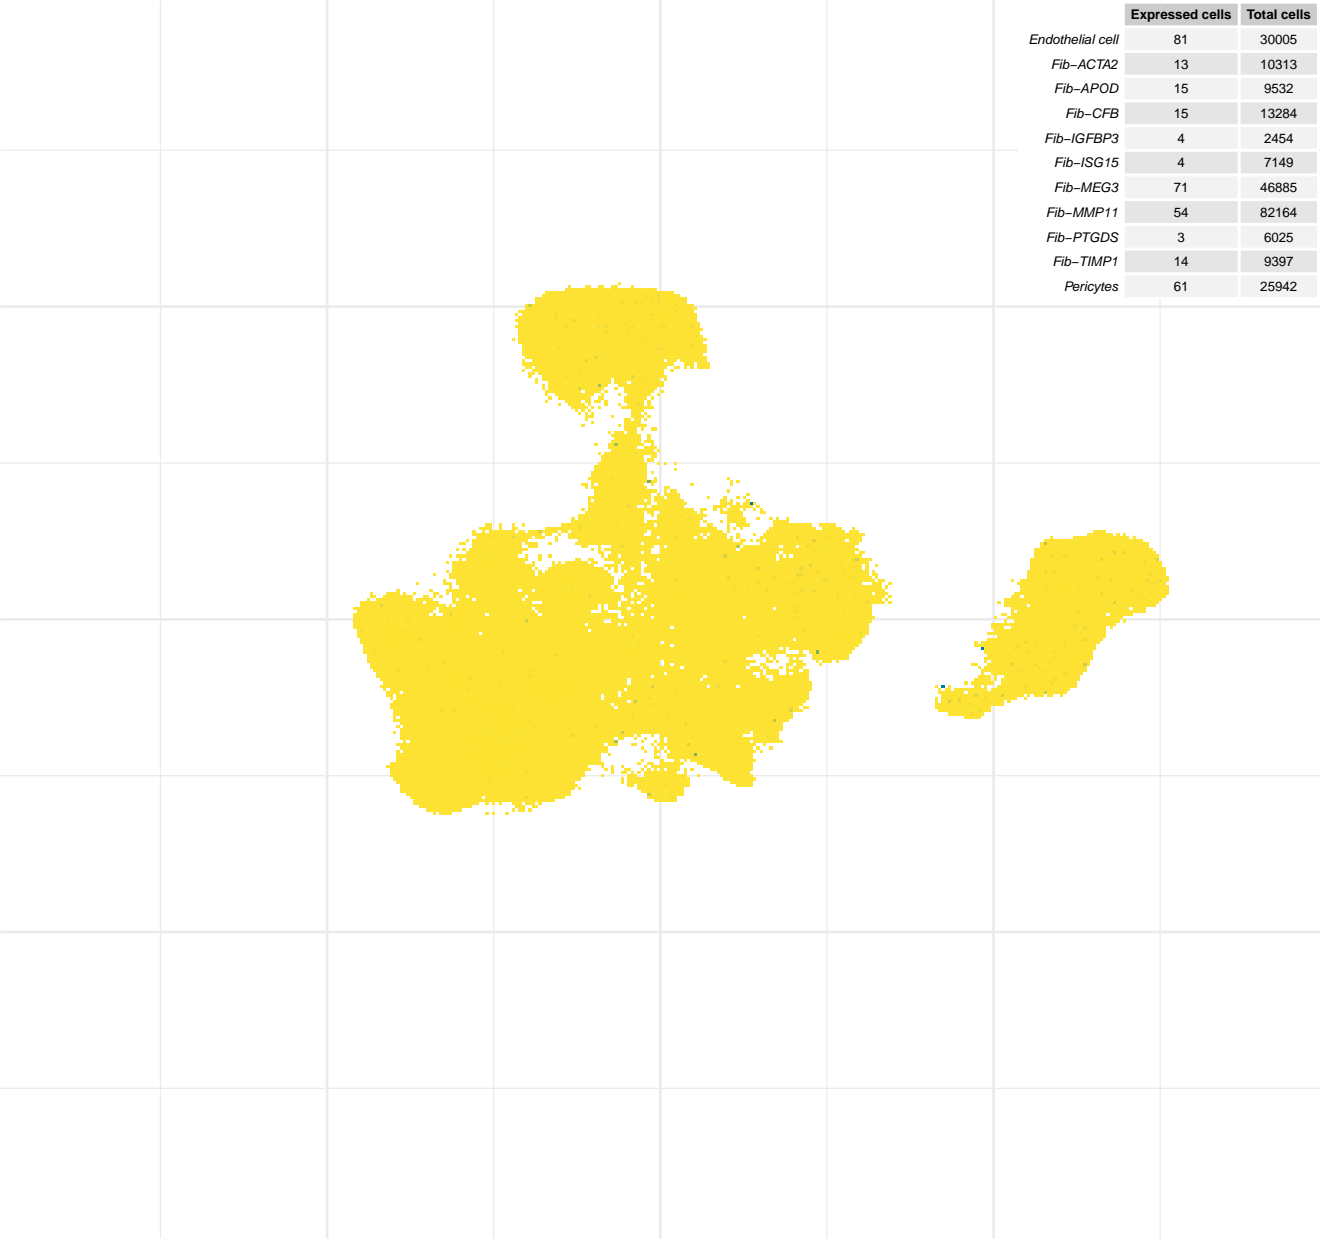 Expressed cells Total cells
Endothelial cell 81 30005
Fib−ACTA2 13 10313
Fib−APOD 15 9532
Fib−CFB 15 13284
Fib−IGFBP3 4 2454
Fib−ISG15 4 7149
Fib−MEG3 71 46885
Fib−MMP11 54 82164
Fib−PTGDS 3 6025
Fib−TIMP1 14 9397
Pericytes 61 25942